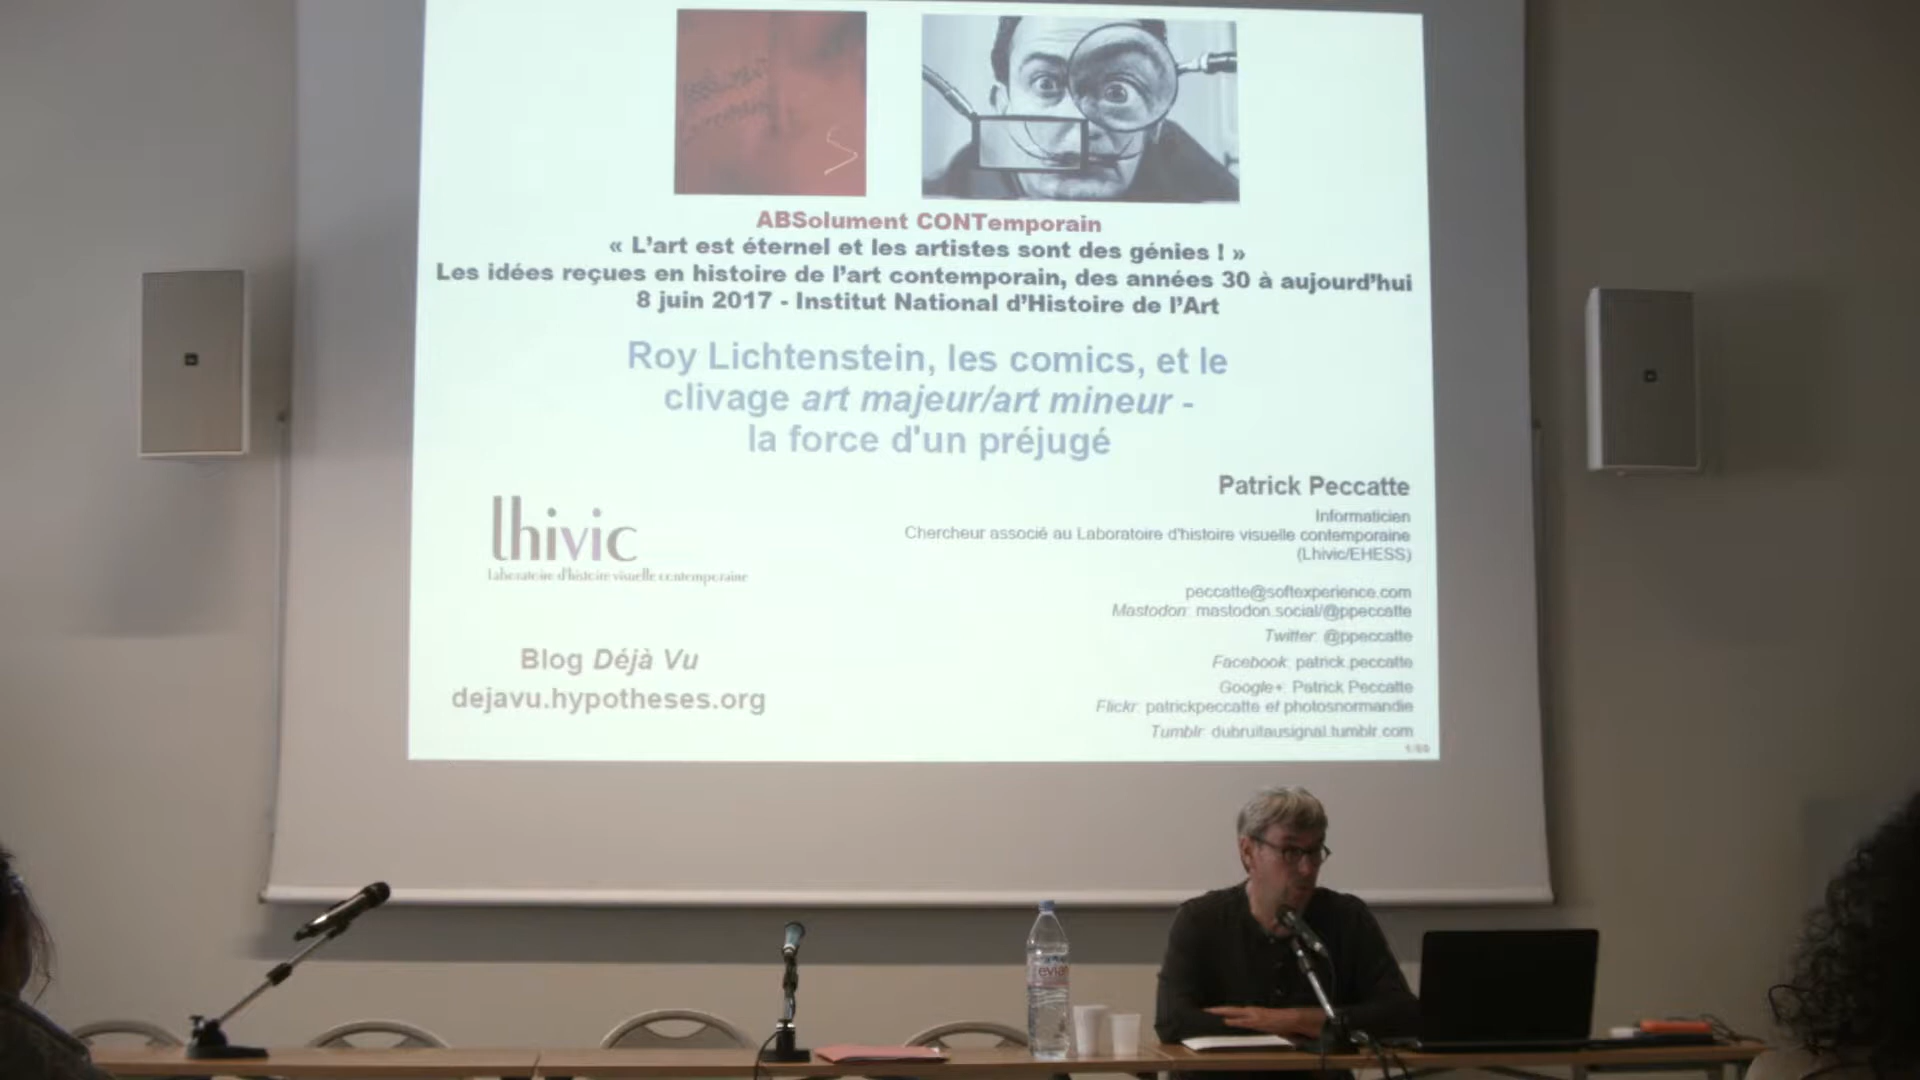 ABSolument CONTemporain
« L'art est éternel et les artistes sont des génies ! »
Les idées reçues en histoire de l'art contemporain, des années 30 à aujourd'hui
8 juin 2017 - Institut National d'Histoire de l'Art
Roy Lichtenstein, les comics, et le
clivage art majeur/art mineur -
la force d'un préjugé
Patrick Peccatte
Informaticien
Chercheur associé au Laboratoire d'histoire visuelle contemporaine
(Lhivic/EHESS)
lhivic
laboratoire d'histoire visuelle contemporaine
peccatte@softexperience.com
Mastodon: mastodon.social/@ppeccatte
Twitter: @ppeccatte
Facebook: patrick.peccatte
Google+: Patrick Peccatte
Flickr: patrickpeccatte et photosnormandie
Tumblr: dubruitausignal.tumblr.com
Blog Déjà Vu
dejavu.hypotheses.org
evian